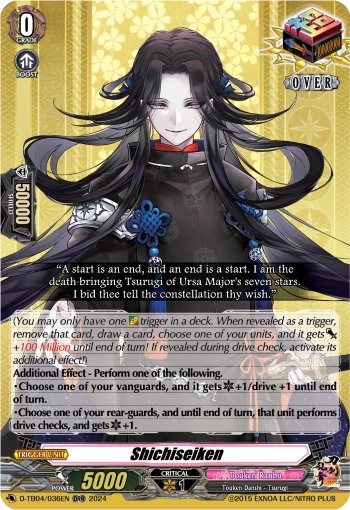 0
GRADE
BOOST
OVER
50000
SHIELD
"A start is an end, and an end is a start. I am the
death-bringing Tsurugi of Ursa Major's seven stars.
I bid thee tell the constellation thy wish."
(You may only have one trigger in a deck. When revealed as a trigger,
remove that card, draw a card, choose one of your units, and it gets
+100 Million until end of turn! If revealed during drive check, activate its
additional effect!)
Additional Effect - Perform one of the following.
•Choose one of your vanguards, and it gets +1/drive +1 until end
of turn.
•Choose one of your rear-guards, and until end of turn, that unit performs
drive checks, and gets +1.
TRIGGER UNIT
Shichiseiken
POWER 5000
CRITICAL
1
Touken Ranbu
Touken Danshi - Tsurugi
D-TB04/036EN 2024
©2015 EXNOA LLC/NITRO PLUS